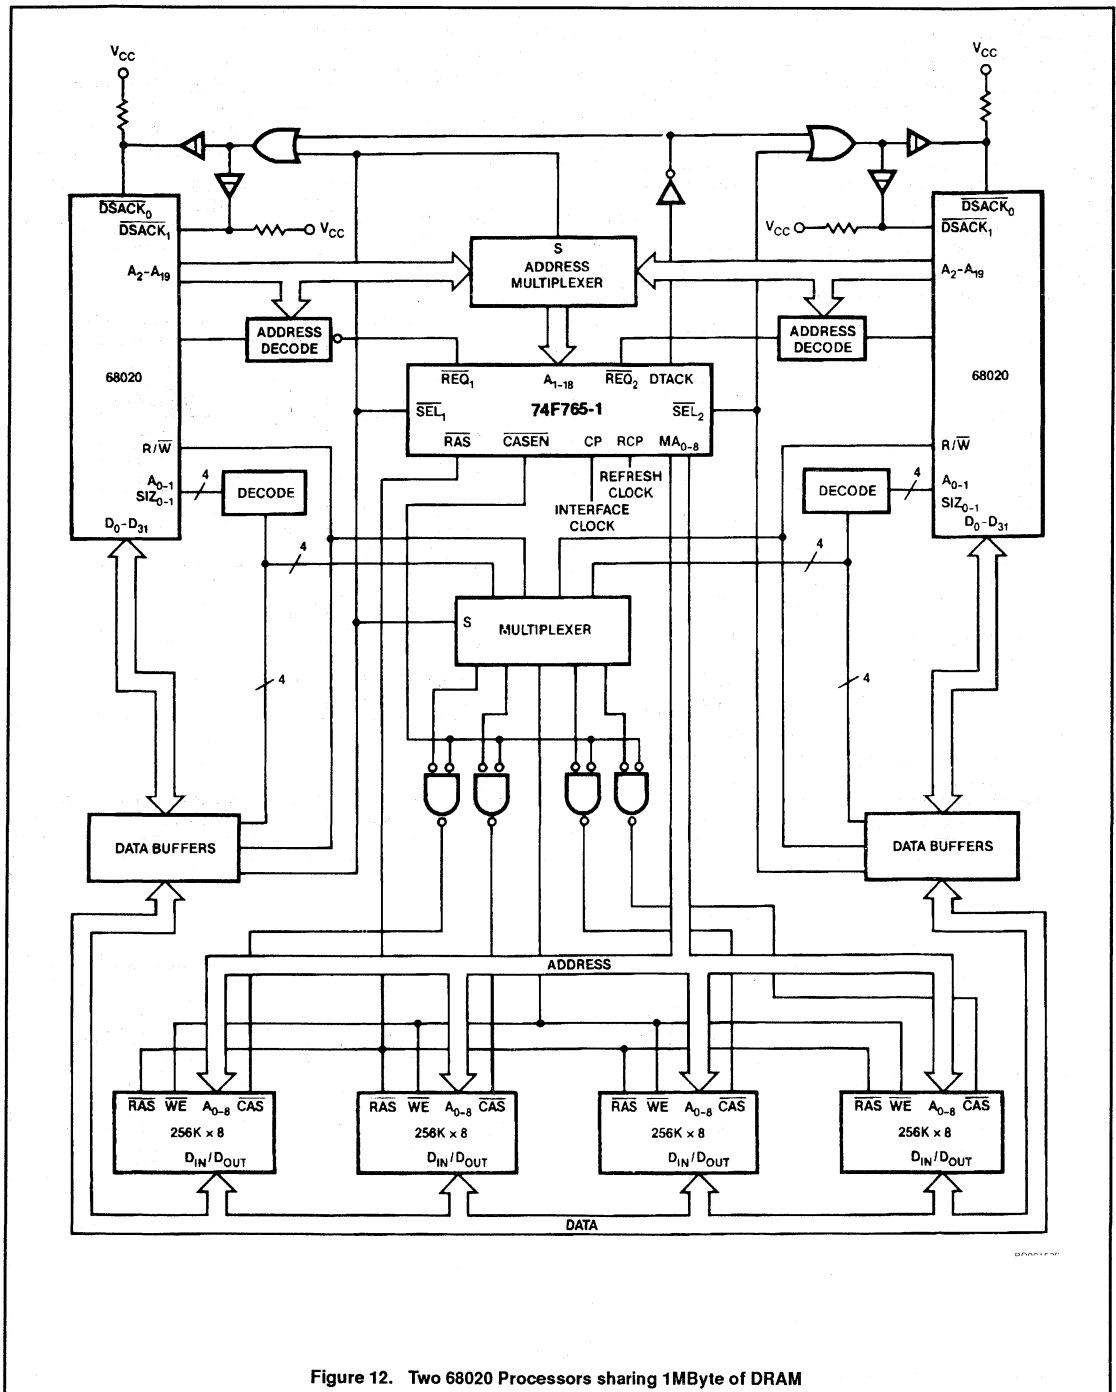 VCC VCC
DSACK0 DSACK0
DSACK1 VCC VCC DSACK1
S
ADDRESS
MULTIPLEXER
A2–A19 A2–A19
ADDRESS
DECODE
ADDRESS
DECODE
68020 68020
REQ1 A1–18 REQ2 DTACK
74F765-1
SEL1 SEL2
RAS CASEN CP RCP MA0–8
REFRESH
CLOCK
INTERFACE
CLOCK
R/W R/W
A0-1
SIZ0-1
4 DECODE DECODE 4
A0-1
SIZ0-1
D0–D31 D0–D31
4 4
S MULTIPLEXER
4 4
DATA BUFFERS DATA BUFFERS
ADDRESS
RAS WE A0–8 CAS RAS WE A0–8 CAS RAS WE A0–8 CAS RAS WE A0–8 CAS
256K x 8 256K x 8 256K x 8 256K x 8
DIN/DOUT DIN/DOUT DIN/DOUT DIN/DOUT
DATA
Figure 12. Two 68020 Processors sharing 1MByte of DRAM